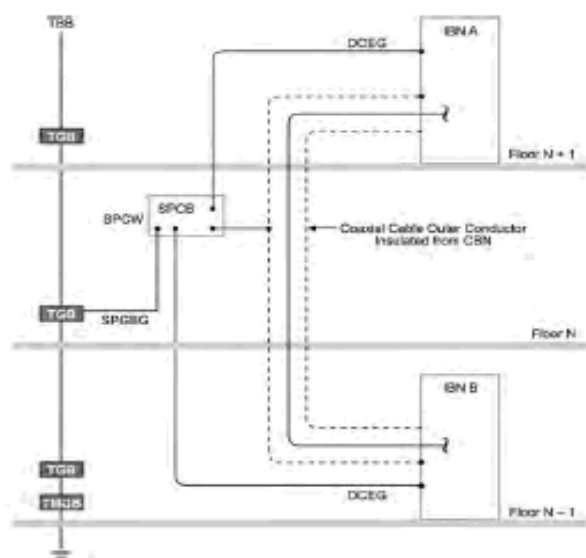 TBB
DCEG
IBN A
TGB
Floor N + 1
SPCB
SPCW
Coaxial Cable Outer Conductor
Insulated from CBN
TGB
SPGBG
Floor N
IBN B
TGB
DCEG
Floor N – 1